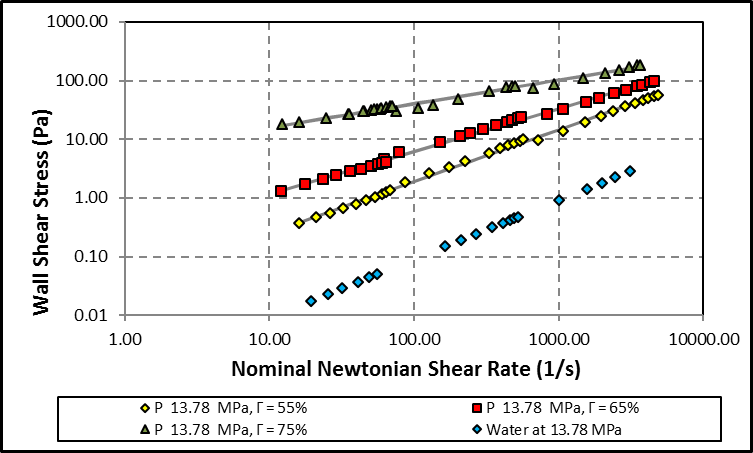 1000.00
100.00
10.00
1.00
0.10
0.01
Wall Shear Stress (Pa)
1.00 10.00 100.00 1000.00 10000.00
Nominal Newtonian Shear Rate (1/s)
P 13.78 MPa, Γ = 55% P 13.78 MPa, Γ = 65%
P 13.78 MPa, Γ = 75% Water at 13.78 MPa